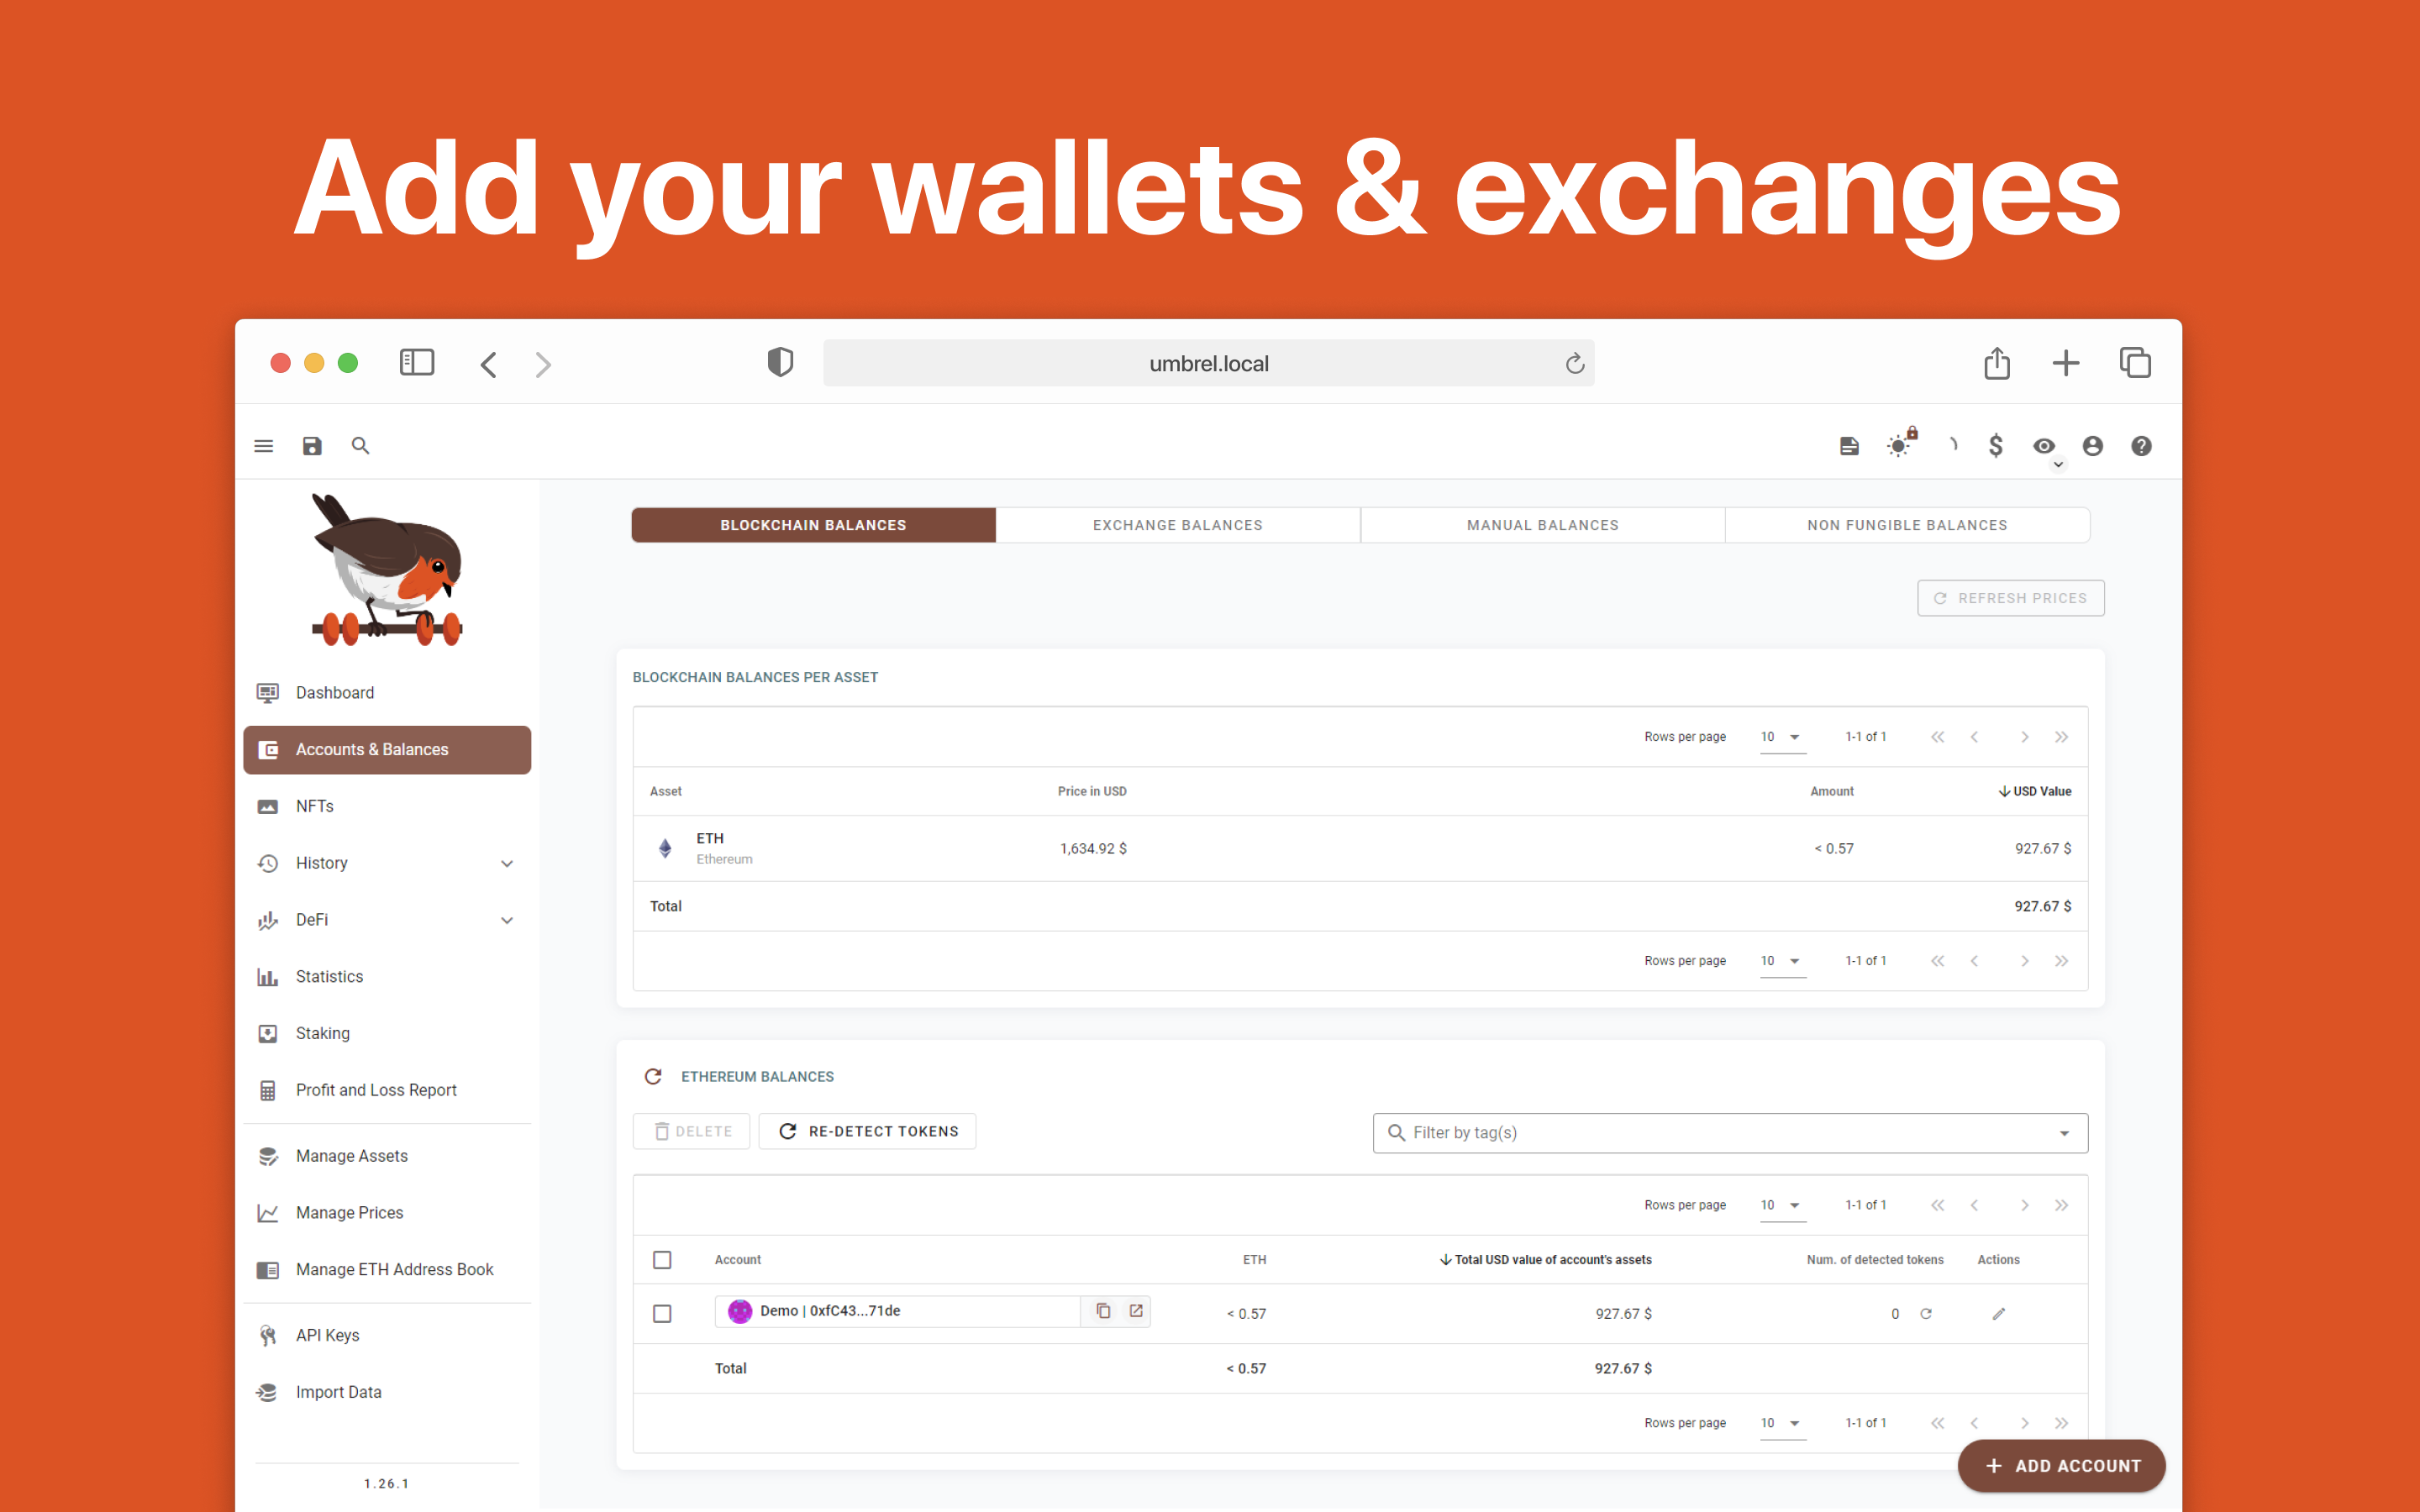 Add your wallets & exchanges
umbrel.local
BLOCKCHAIN BALANCES
EXCHANGE BALANCES
MANUAL BALANCES
NON FUNGIBLE BALANCES
REFRESH PRICES
Dashboard
Accounts & Balances
NFTs
History
DeFi
Statistics
Staking
Profit and Loss Report
Manage Assets
Manage Prices
Manage ETH Address Book
API Keys
Import Data
1.26.1
BLOCKCHAIN BALANCES PER ASSET
Rows per page 10 1-1 of 1
Asset Price in USD Amount USD Value
ETH
Ethereum
1,634.92 $ < 0.57 927.67 $
Total 927.67 $
Rows per page 10 1-1 of 1
ETHEREUM BALANCES
DELETE RE-DETECT TOKENS Filter by tag(s)
Rows per page 10 1-1 of 1
Account ETH Total USD value of account's assets Num. of detected tokens Actions
Demo | 0xfC43...71de < 0.57 927.67 $ 0
Total < 0.57 927.67 $
Rows per page 10 1-1 of 1
ADD ACCOUNT